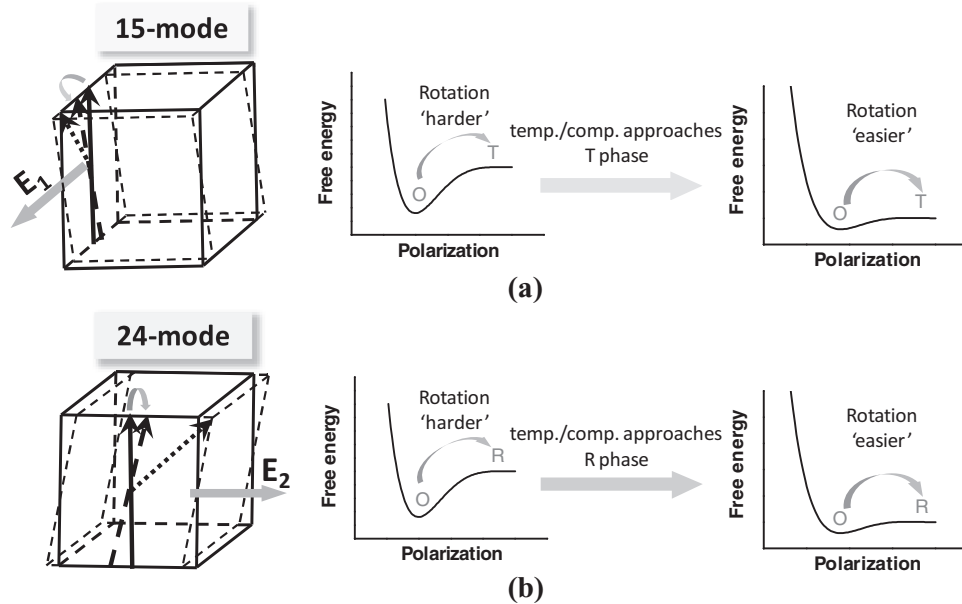 15-mode
E1
Free energy
Rotation
'harder'
O
T
Polarization
temp./comp. approaches
T phase
Free energy
Rotation
'easier'
O
T
Polarization
(a)
24-mode
E2
Free energy
Rotation
'harder'
O
R
Polarization
temp./comp. approaches
R phase
Free energy
Rotation
'easier'
O
R
Polarization
(b)